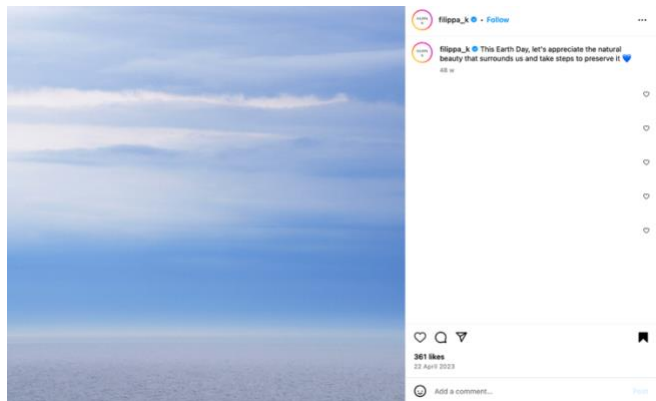 filippa_k • Follow
filippa_k This Earth Day, let's appreciate the natural
beauty that surrounds us and take steps to preserve it 💙
48 w
361 likes
22 April 2023
Add a comment...
Post